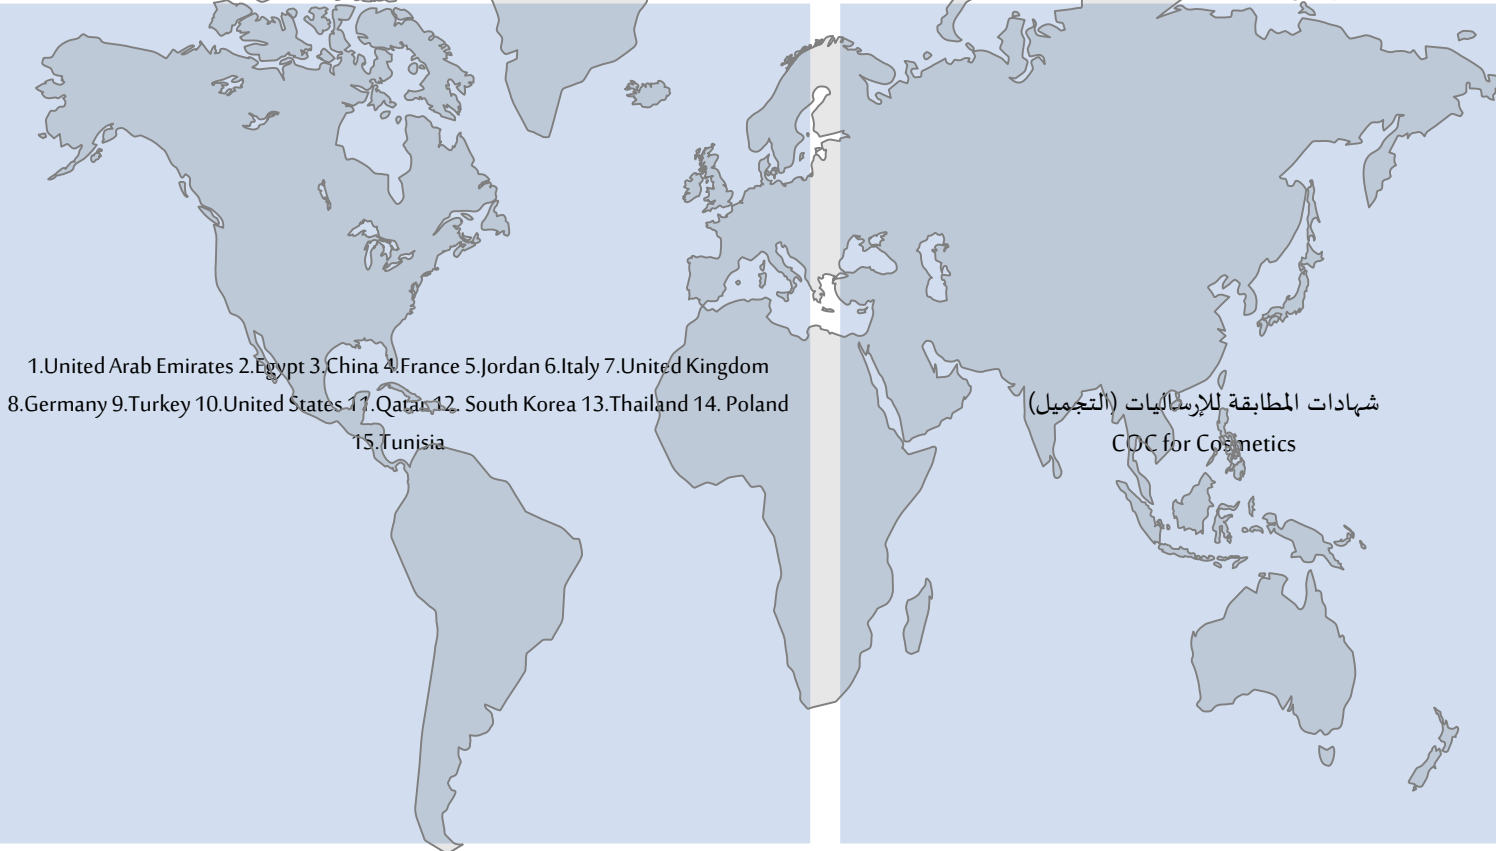 1.United Arab Emirates 2.Egypt 3.China 4.France 5.Jordan 6.Italy 7.United Kingdom
8.Germany 9.Turkey 10.United States 11.Qatar 12. South Korea 13.Thailand 14. Poland
15.Tunisia
شهادات المطابقة للإرساليات (التجميل)
COC for Cosmetics